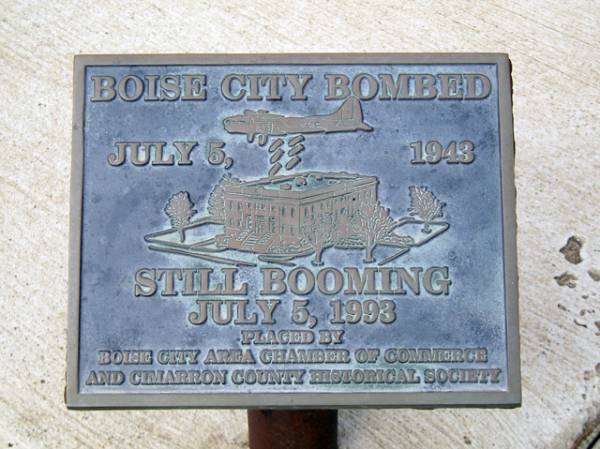 BOISE CITY BOMBED
JULY 5, 1943
STILL BOOMING
JULY 5, 1993
PLACED BY
BOISE CITY AREA CHAMBER OF COMMERCE
AND CIMARRON COUNTY HISTORICAL SOCIETY